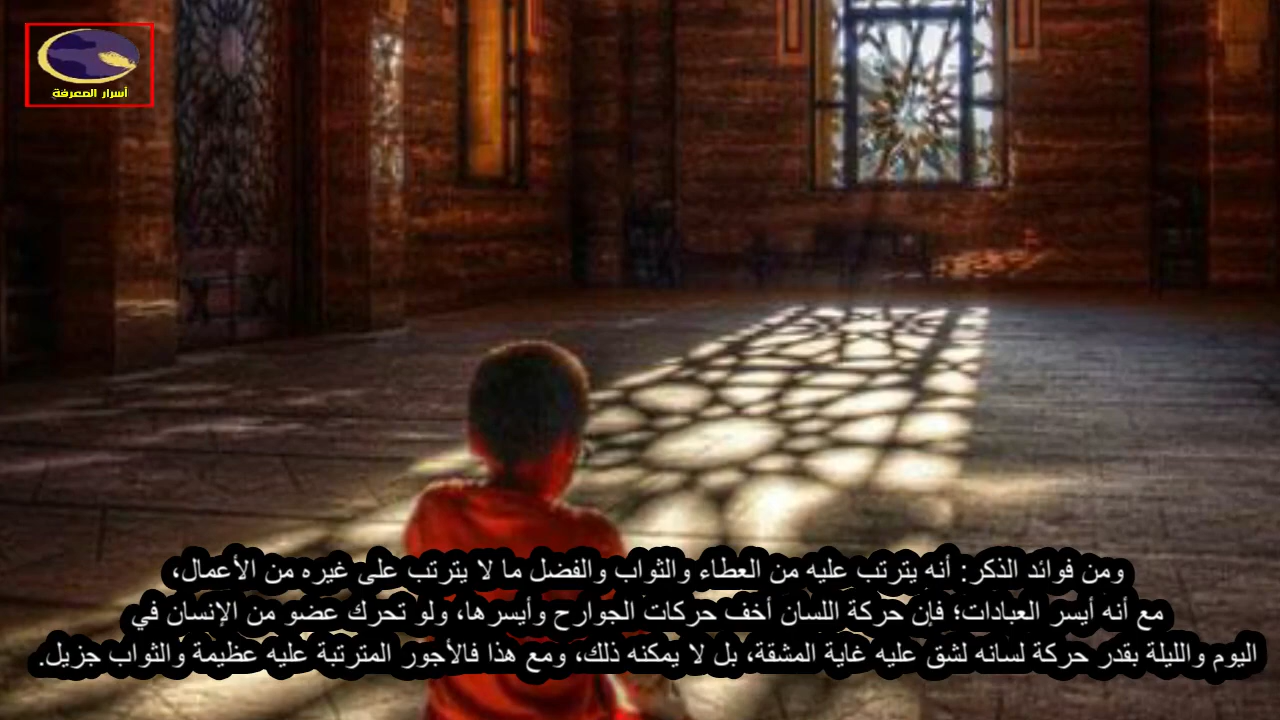 أسرار المعرفة
ومن فوائد الذكر: أنه يترتب عليه من العطاء والثواب والفضل ما لا يترتب على غيره من الأعمال،
مع أنه أيسر العبادات؛ فإن حركة اللسان أخف حركات الجوارح وأيسرها، ولو تحرك عضو من الإنسان في
اليوم والليلة بقدر حركة لسانه لشق عليه غاية المشقة، بل لا يمكنه ذلك، ومع هذا فالأجور المترتبة عليه عظيمة والثواب جزيل.